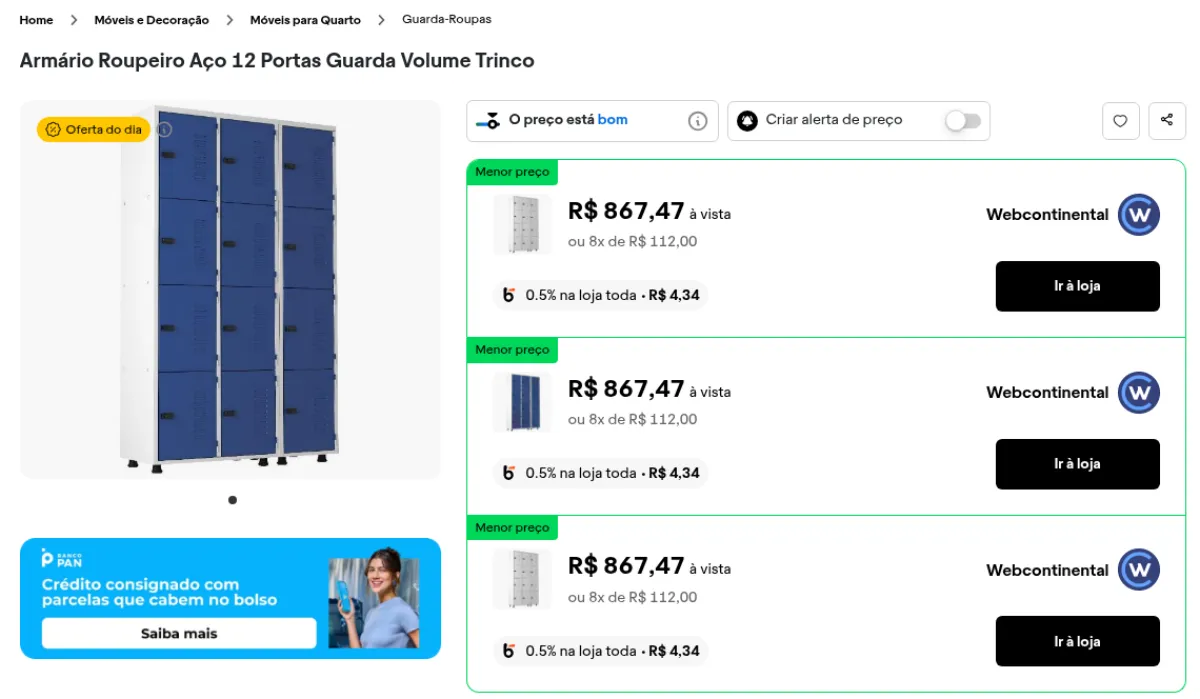 Home > Móveis e Decoração > Móveis para Quarto > Guarda-Roupas
Armário Roupeiro Aço 12 Portas Guarda Volume Trinco
Oferta do dia
O preço está bom
Criar alerta de preço
Menor preço
R$ 867,47 à vista
ou 8x de R$ 112,00
0.5% na loja toda • R$ 4,34
Webcontinental
W
Ir à loja
Menor preço
R$ 867,47 à vista
ou 8x de R$ 112,00
0.5% na loja toda • R$ 4,34
Webcontinental
W
Ir à loja
Menor preço
R$ 867,47 à vista
ou 8x de R$ 112,00
0.5% na loja toda • R$ 4,34
Webcontinental
W
Ir à loja
BANCO
PAN
Crédito consignado com
parcelas que cabem no bolso
Saiba mais